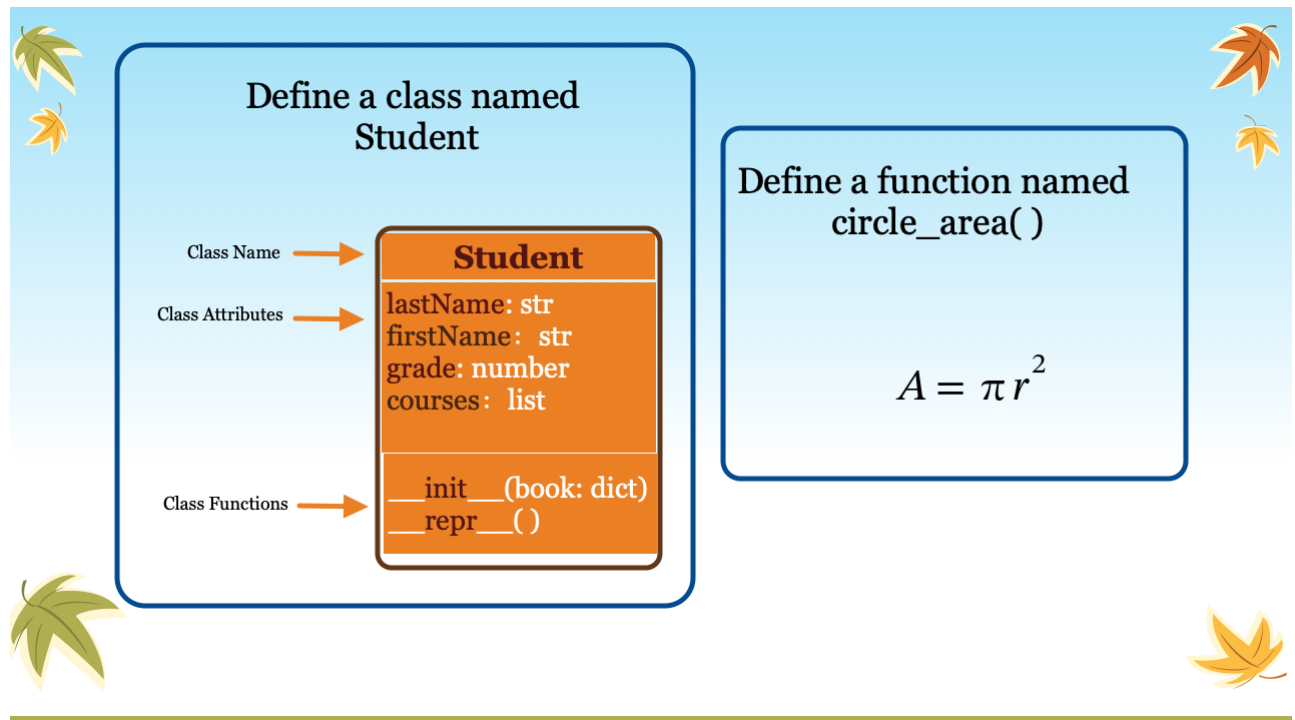 Define a class named
Student
Class Name
Student
Class Attributes
lastName: str
firstName: str
grade: number
courses: list
Class Functions
__init__(book: dict)
__repr__( )
Define a function named
circle_area( )
A = π r²